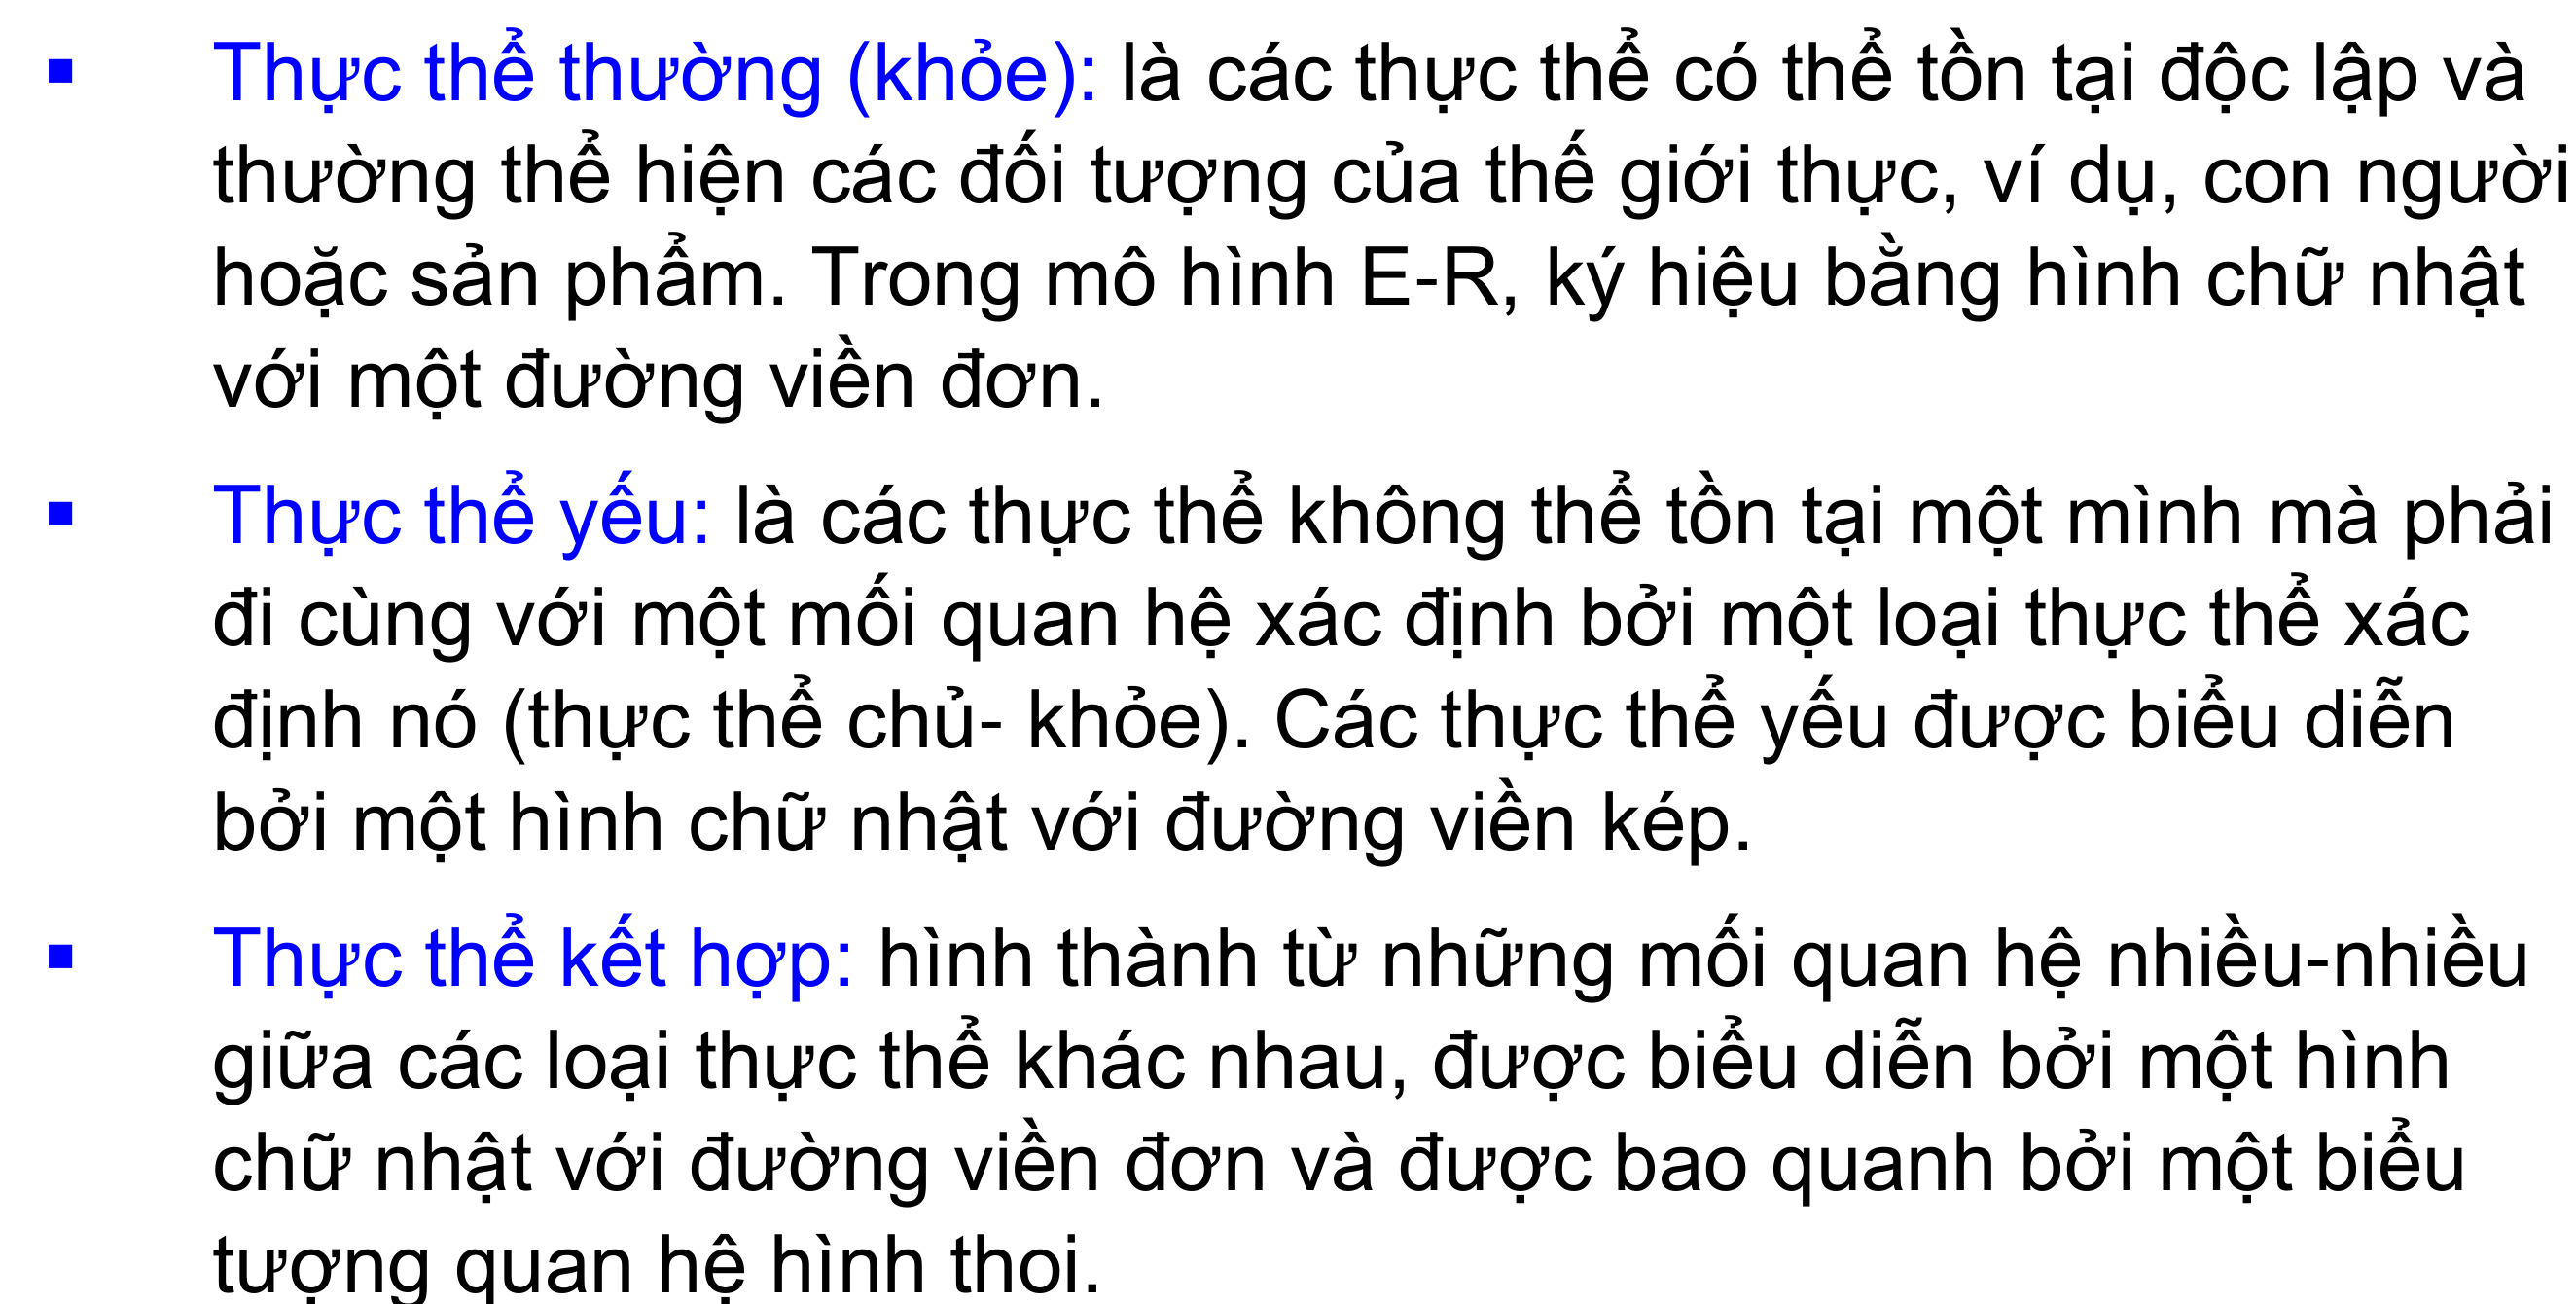 ▪ Thực thể thường (khỏe): là các thực thể có thể tồn tại độc lập và
thường thể hiện các đối tượng của thế giới thực, ví dụ, con người
hoặc sản phẩm. Trong mô hình E-R, ký hiệu bằng hình chữ nhật
với một đường viền đơn.
▪ Thực thể yếu: là các thực thể không thể tồn tại một mình mà phải
đi cùng với một mối quan hệ xác định bởi một loại thực thể xác
định nó (thực thể chủ- khỏe). Các thực thể yếu được biểu diễn
bởi một hình chữ nhật với đường viền kép.
▪ Thực thể kết hợp: hình thành từ những mối quan hệ nhiều-nhiều
giữa các loại thực thể khác nhau, được biểu diễn bởi một hình
chữ nhật với đường viền đơn và được bao quanh bởi một biểu
tượng quan hệ hình thoi.